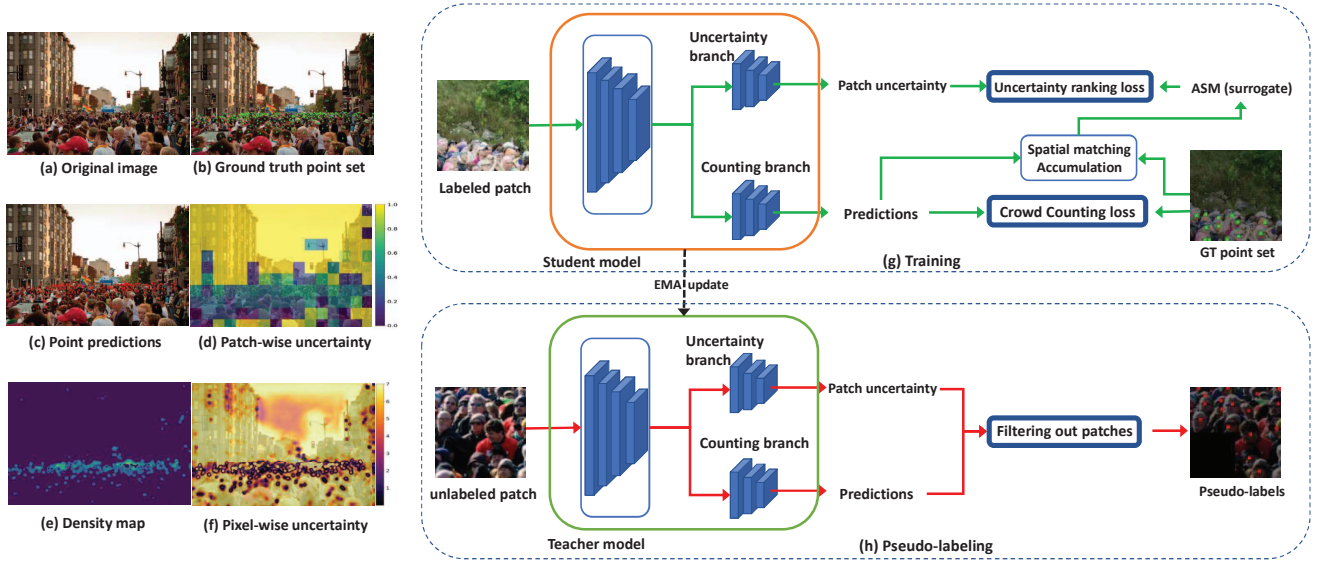 (a) Original image
(b) Ground truth point set
(c) Point predictions
1.0
0.8
0.6
0.4
0.2
0.0
(d) Patch-wise uncertainty
(e) Density map
7
6
5
4
3
2
1
(f) Pixel-wise uncertainty
Labeled patch
Uncertainty
branch
Counting branch
Student model
Patch uncertainty
Uncertainty ranking loss
ASM (surrogate)
Spatial matching
Accumulation
Predictions
Crowd Counting loss
GT point set
(g) Training
EMA update
unlabeled patch
Uncertainty
branch
Counting branch
Teacher model
Patch uncertainty
Predictions
Filtering out patches
Pseudo-labels
(h) Pseudo-labeling